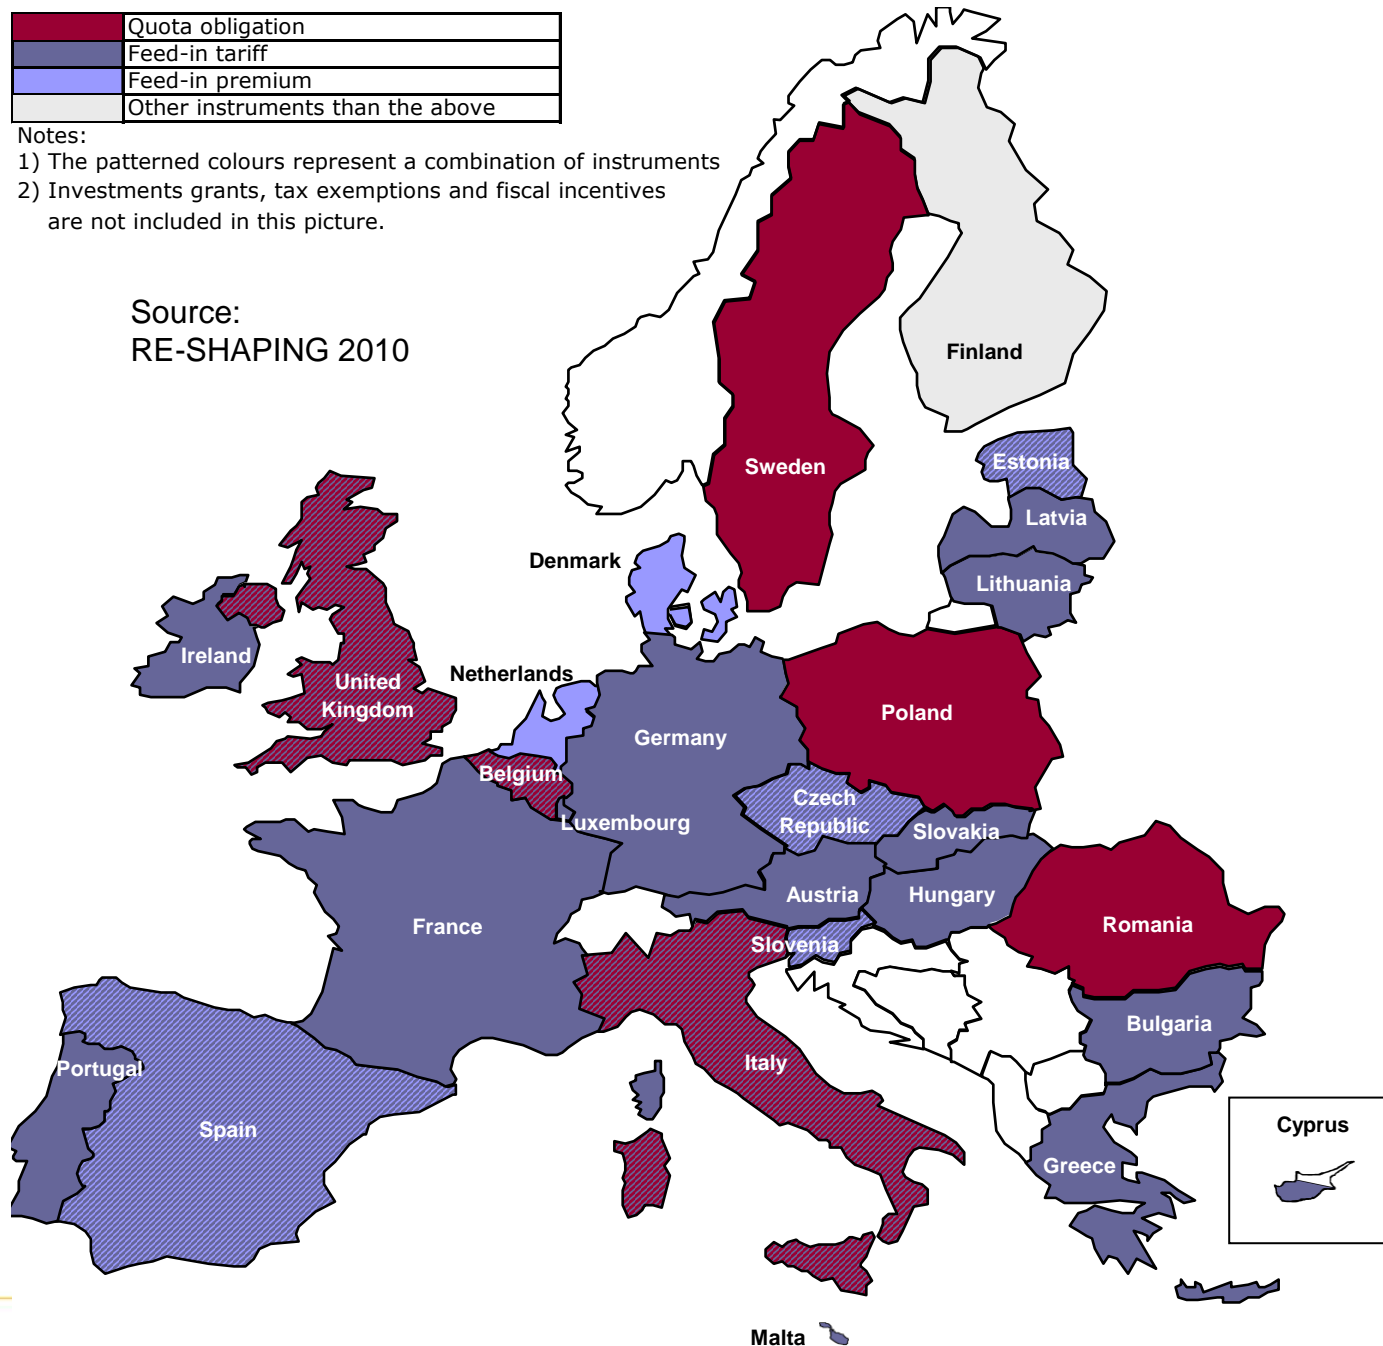 Quota obligation
Feed-in tariff
Feed-in premium
Other instruments than the above
Notes:
1) The patterned colours represent a combination of instruments
2) Investments grants, tax exemptions and fiscal incentives
are not included in this picture.
Source:
RE-SHAPING 2010
Finland
Sweden
Estonia
Latvia
Denmark
Lithuania
Ireland
Netherlands
United
Kingdom
Poland
Germany
Belgium
Czech
Republic
Luxembourg
Slovakia
Austria
Hungary
France
Romania
Slovenia
Bulgaria
Italy
Portugal
Spain
Cyprus
Greece
Malta